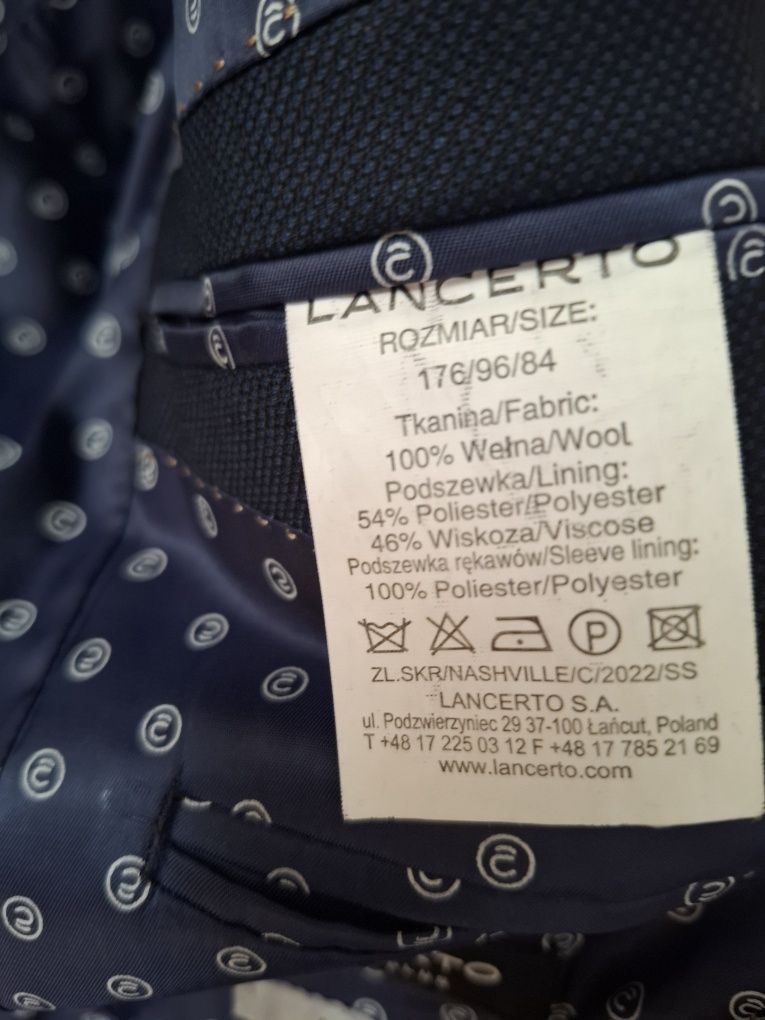 LANCERTO
ROZMIAR/SIZE:
176/96/84
Tkanina/Fabric:
100% Wełna/Wool
Podszewka/Lining:
54% Poliester/Polyester
46% Wiskoza/Viscose
Podszewka rękawów/Sleeve lining:
100% Poliester/Polyester
P
ZL.SKR/NASHVILLE/C/2022/SS
LANCERTO S.A.
ul. Podzwierzyniec 29 37-100 Łańcut, Poland
T +48 17 225 03 12 F +48 17 785 21 69
www.lancerto.com